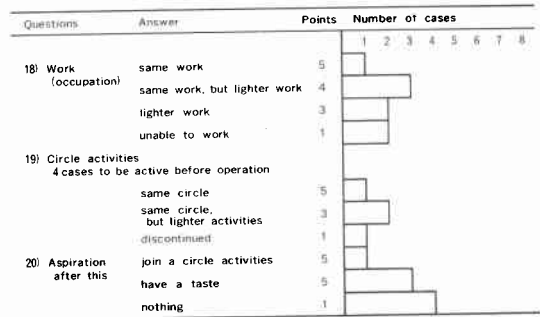 Questions Answer Points Number of cases
1 2 3 4 5 6 7 8
18) Work same work 5
(occupation)
same work, but lighter work 4
lighter work 3
unable to work 1
19) Circle activities
4 cases to be active before operation
same circle 5
same circle,
but lighter activities 3
discontinued 1
20) Aspiration join a circle activities 5
after this
have a taste 5
nothing 1